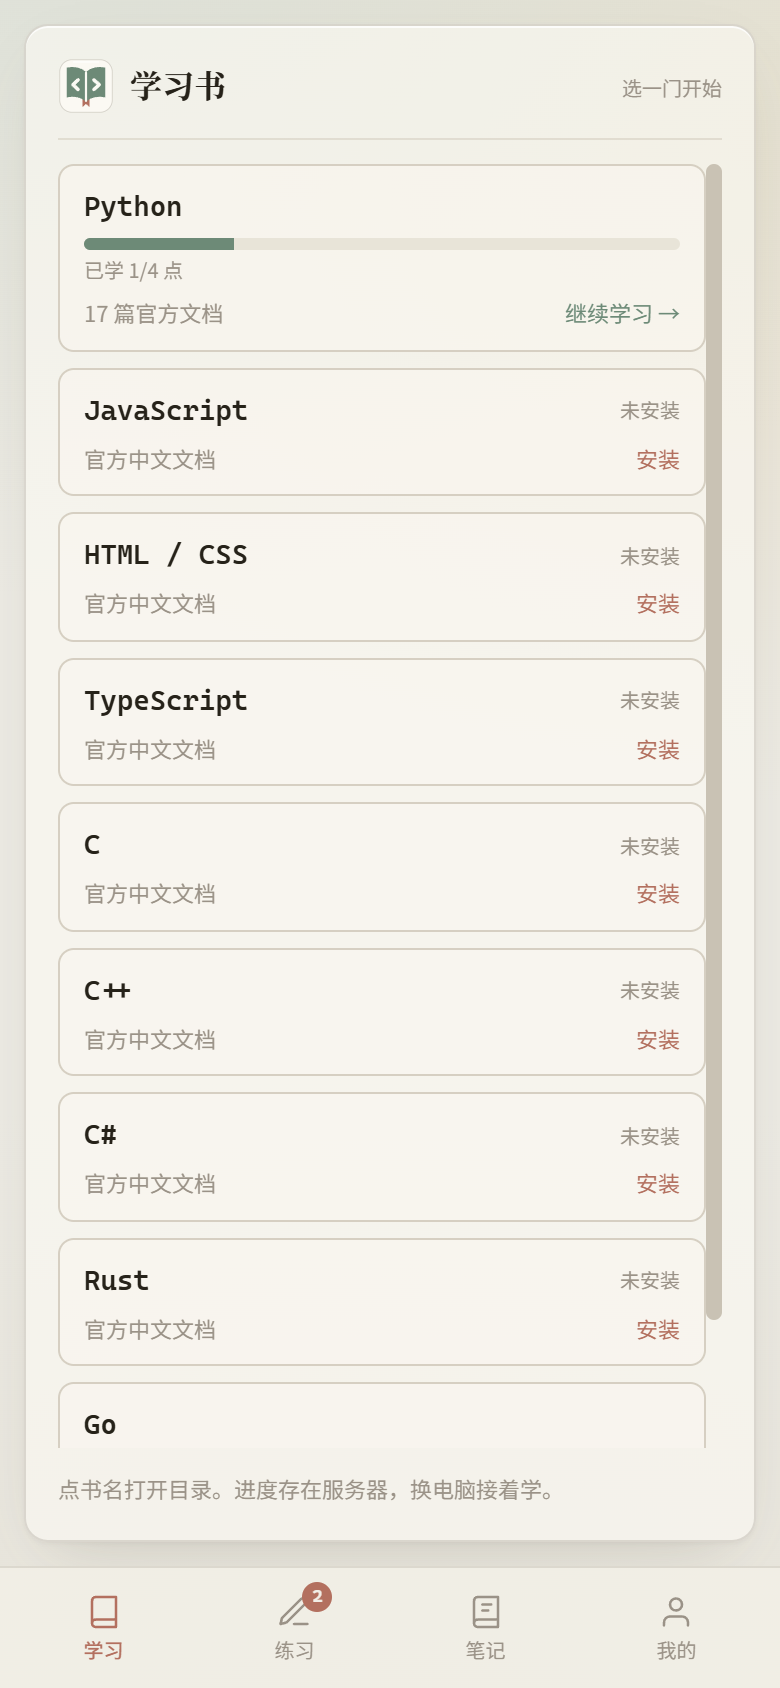 学习书
选一门开始
Python
已学 1/4 点
17 篇官方文档
继续学习 →
JavaScript
未安装
官方中文文档
安装
HTML / CSS
未安装
官方中文文档
安装
TypeScript
未安装
官方中文文档
安装
C
未安装
官方中文文档
安装
C++
未安装
官方中文文档
安装
C#
未安装
官方中文文档
安装
Rust
未安装
官方中文文档
安装
Go
点书名打开目录。进度存在服务器，换电脑接着学。
2
学习
练习
笔记
我的